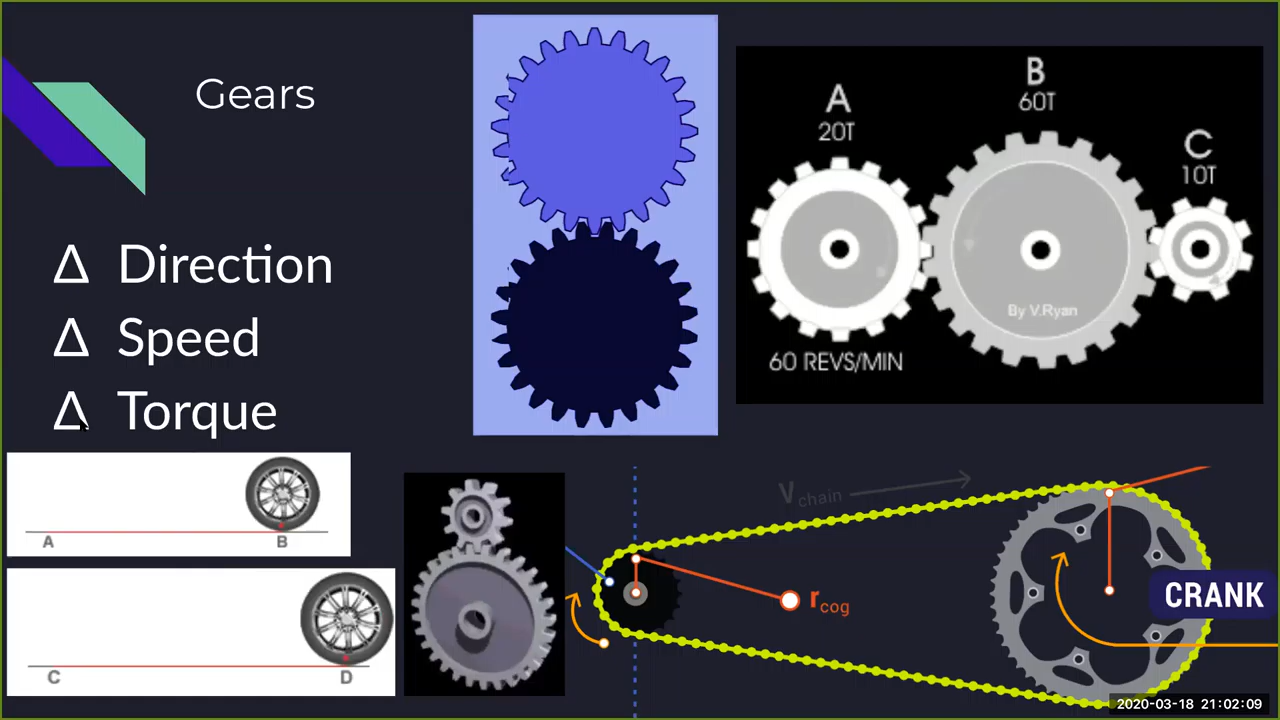 Gears
Δ Direction
Δ Speed
Δ Torque
A
20T
B
60T
C
10T
By V.Ryan
60 REVS/MIN
A B
C D
Vchain
rcog
CRANK
2020-03-18 21:02:09